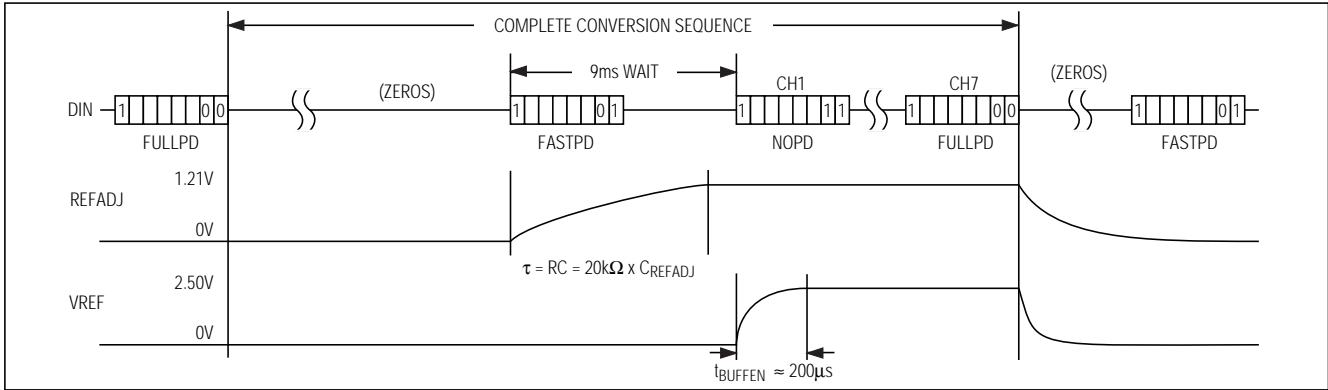 COMPLETE CONVERSION SEQUENCE
9ms WAIT
(ZEROS)
CH1
CH7
(ZEROS)
DIN
1 0 0
1 0 1
1 1 1
1 0 0
1 0 1
FULLPD
FASTPD
NOPD
FULLPD
FASTPD
REFADJ
1.21V
0V
τ = RC = 20kΩ x CREFADJ
VREF
2.50V
0V
tBUFFEN ≈ 200μs